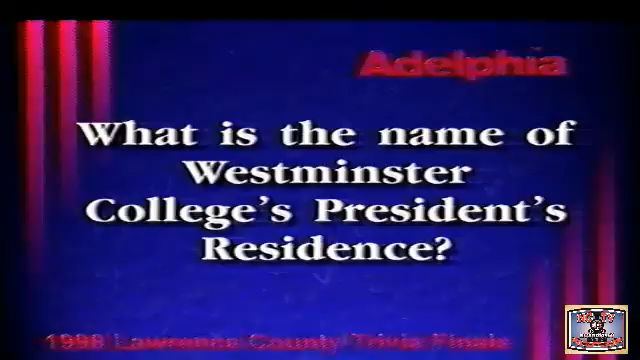 Adelphia
What is the name of
Westminster
College's President's
Residence?
1998 Lawrence County Trivia Finals